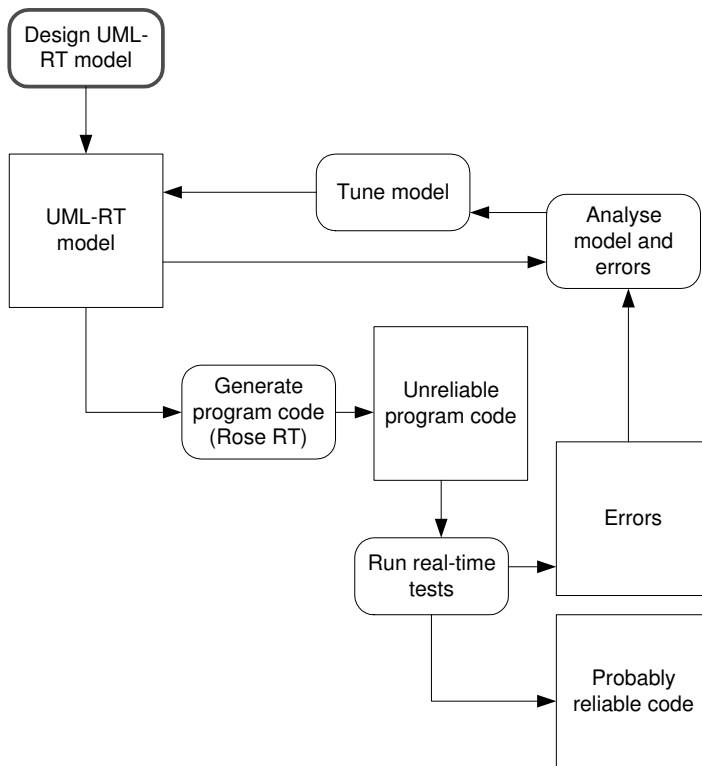 Design UML-
RT model
UML-RT
model
Tune model
Analyse
model and
errors
Generate
program code
(Rose RT)
Unreliable
program code
Errors
Run real-time
tests
Probably
reliable code